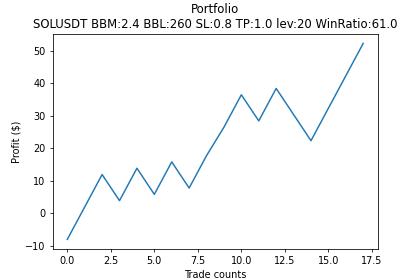 Portfolio
SOLUSDT BBM:2.4 BBL:260 SL:0.8 TP:1.0 lev:20 WinRatio:61.0
50
40
30
20
10
0
−10
Profit ($)
0.0 2.5 5.0 7.5 10.0 12.5 15.0 17.5
Trade counts